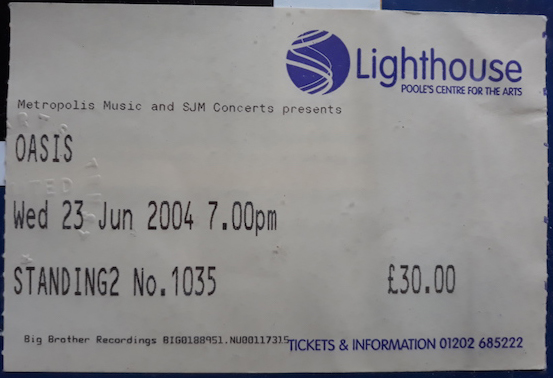 Lighthouse
POOLE'S CENTRE FOR THE ARTS
Metropolis Music and SJM Concerts presents
OASIS
Wed 23 Jun 2004 7.00pm
STANDING2 No.1035 £30.00
Big Brother Recordings BIG0188951.NU00117315
TICKETS & INFORMATION 01202 685222